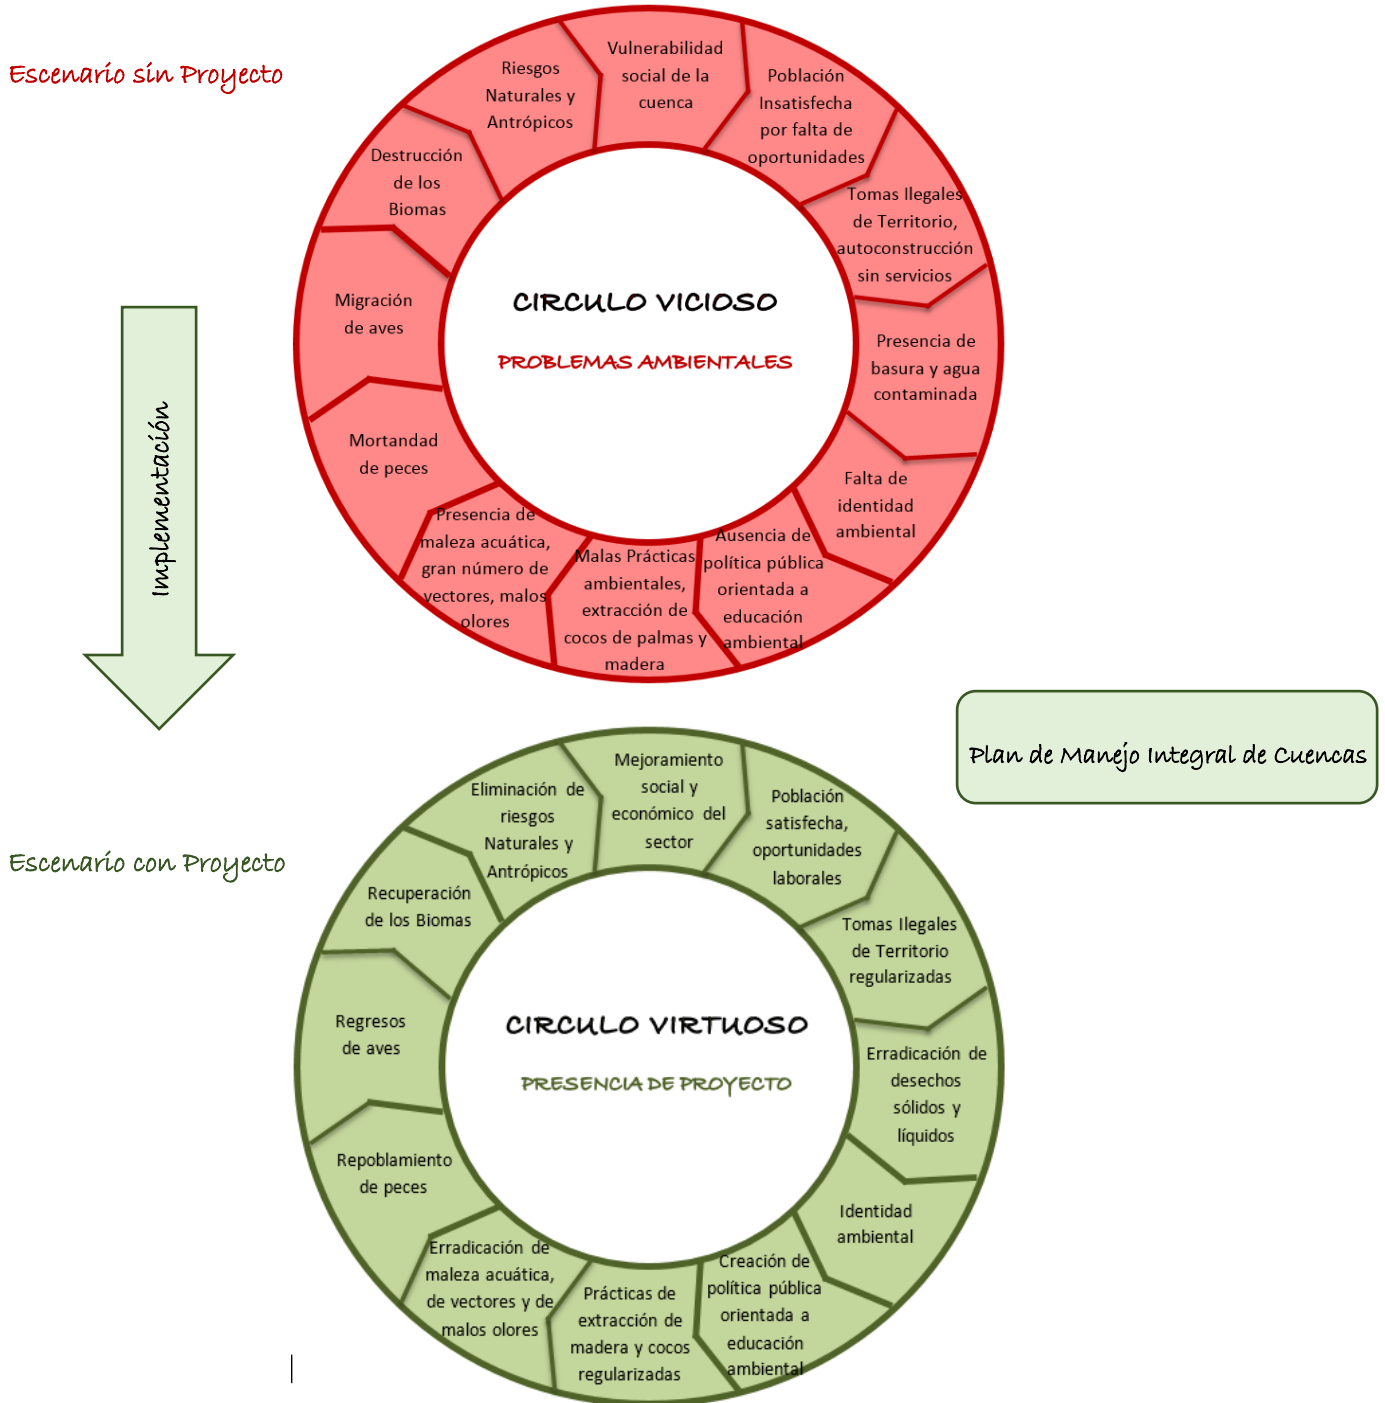 Escenario sin Proyecto
Vulnerabilidad
social de la
cuenca
Población
Insatisfecha
por falta de
oportunidades
Tomas Ilegales
de Territorio,
autoconstrucción
sin servicios
Presencia de
basura y agua
contaminada
Falta de
identidad
ambiental
Ausencia de
política pública
orientada a
educación
ambiental
Malas Prácticas
ambientales,
extracción de
cocos de palmas y
madera
Presencia de
maleza acuática,
gran número de
vectores, malos
olores
Mortandad
de peces
Migración
de aves
Destrucción
de los
Biomas
Riesgos
Naturales y
Antrópicos
CIRCULO VICIOSO
PROBLEMAS AMBIENTALES
Implementación
Plan de Manejo Integral de Cuencas
Escenario con Proyecto
Mejoramiento
social y
económico del
sector
Población
satisfecha,
oportunidades
laborales
Tomas Ilegales
de Territorio
regularizadas
Erradicación de
desechos
sólidos y
líquidos
Identidad
ambiental
Creación de
política pública
orientada a
educación
ambiental
Prácticas de
extracción de
madera y cocos
regularizadas
Erradicación de
maleza acuática,
de vectores y de
malos olores
Repoblamiento
de peces
Regresos
de aves
Recuperación
de los Biomas
Eliminación de
riesgos
Naturales y
Antrópicos
CIRCULO VIRTUOSO
PRESENCIA DE PROYECTO